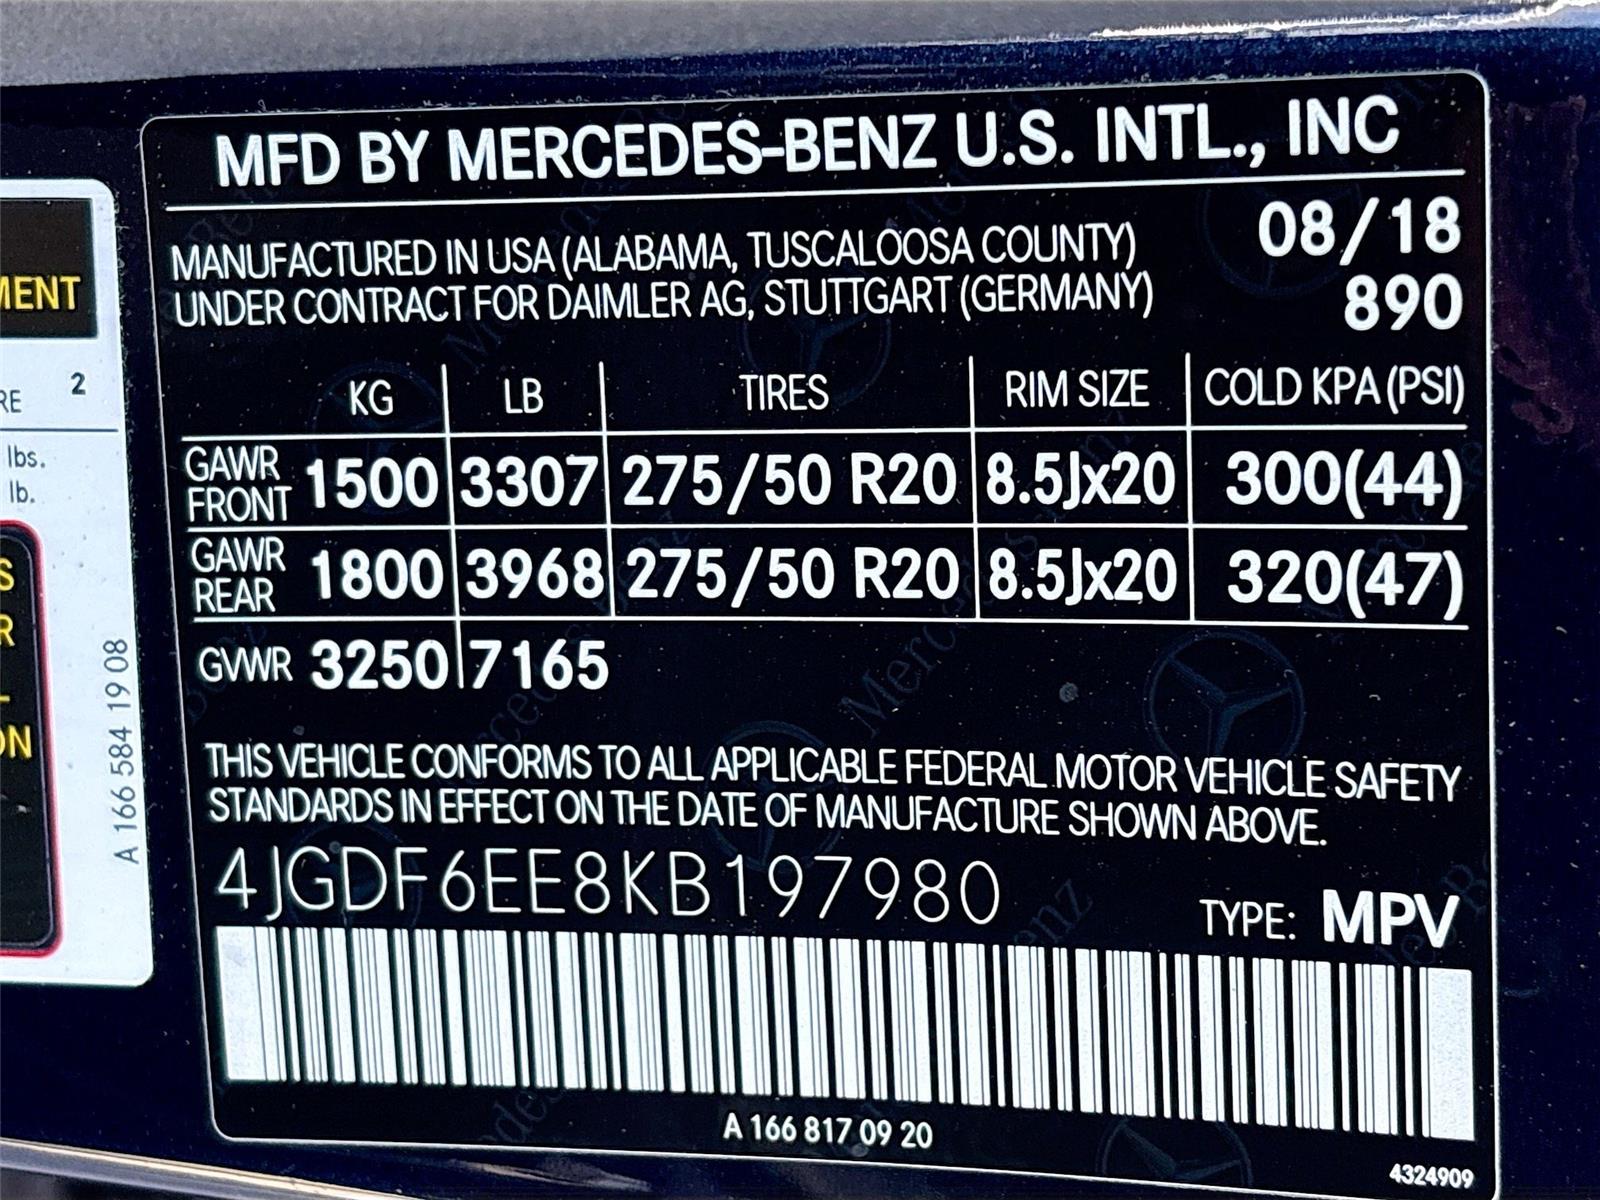 MFD BY MERCEDES-BENZ U.S. INTL., INC
MANUFACTURED IN USA (ALABAMA, TUSCALOOSA COUNTY)
UNDER CONTRACT FOR DAIMLER AG, STUTTGART (GERMANY)
08/18
890
KG LB TIRES RIM SIZE COLD KPA (PSI)
GAWR FRONT 1500 3307 275/50 R20 8.5Jx20 300(44)
GAWR REAR 1800 3968 275/50 R20 8.5Jx20 320(47)
GVWR 3250 7165
THIS VEHICLE CONFORMS TO ALL APPLICABLE FEDERAL MOTOR VEHICLE SAFETY
STANDARDS IN EFFECT ON THE DATE OF MANUFACTURE SHOWN ABOVE.
4JGDF6EE8KB197980
TYPE: MPV
A 166 817 09 20
4324909
2
lbs.
lb.
A 166 584 19 08